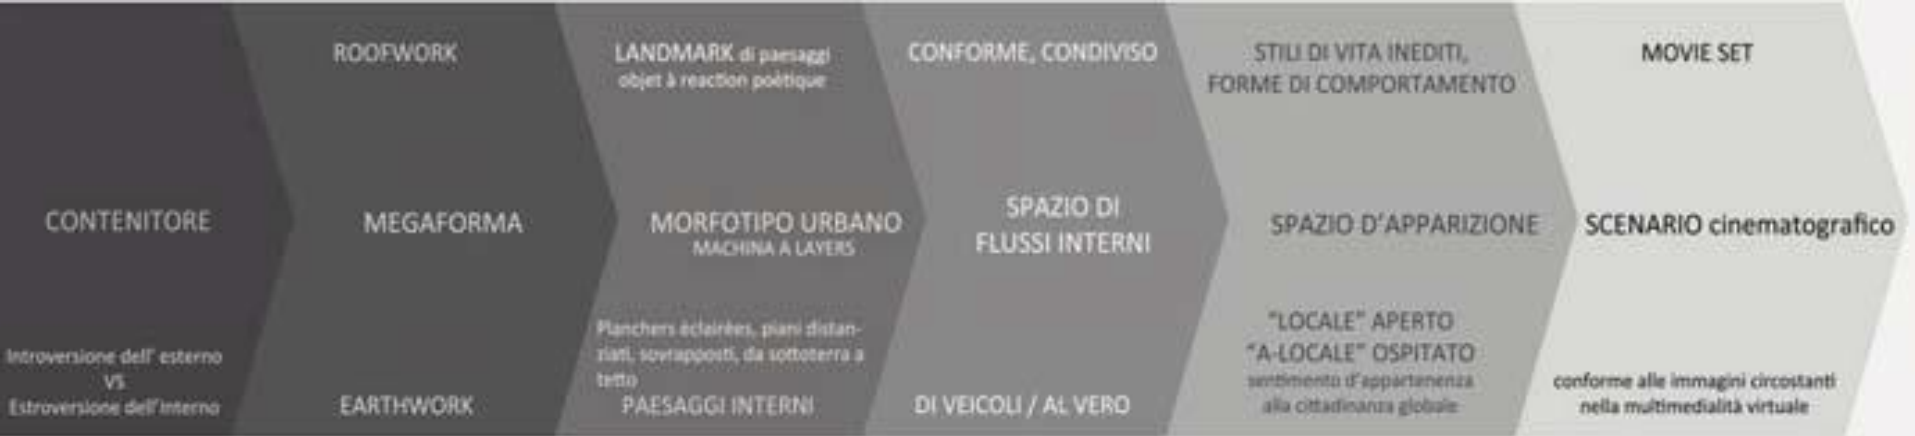 CONTENITORE
Introversione dell' esterno
VS
Estroversione dell'interno
ROOFWORK
MEGAFORMA
EARTHWORK
LANDMARK di paesaggi
objet à reaction poètique
MORFOTIPO URBANO
MACHINA A LAYERS
Planchers èclairèes, piani distan-
ziati, sovrapposti, da sottoterra a
tetto
PAESAGGI INTERNI
CONFORME, CONDIVISO
SPAZIO DI
FLUSSI INTERNI
DI VEICOLI / AL VERO
STILI DI VITA INEDITI,
FORME DI COMPORTAMENTO
SPAZIO D'APPARIZIONE
"LOCALE" APERTO
"A-LOCALE" OSPITATO
sentimento d'appartenenza
alla cittadinanza globale
MOVIE SET
SCENARIO cinematografico
conforme alle immagini circostanti
nella multimedialità virtuale